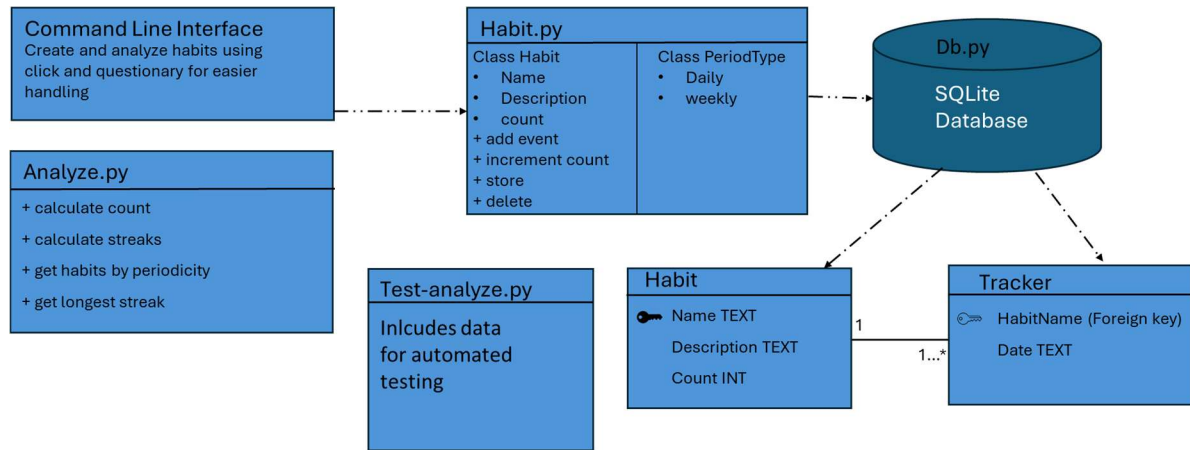 Command Line Interface
Create and analyze habits using
click and questionary for easier
handling
Habit.py
Class Habit
• Name
• Description
• count
+ add event
+ increment count
+ store
+ delete
Class PeriodType
• Daily
• weekly
Db.py
SQLite
Database
Analyze.py
+ calculate count
+ calculate streaks
+ get habits by periodicity
+ get longest streak
Test-analyze.py
Inlcudes data
for automated
testing
Habit
Name TEXT
Description TEXT
Count INT
1
1...*
Tracker
HabitName (Foreign key)
Date TEXT